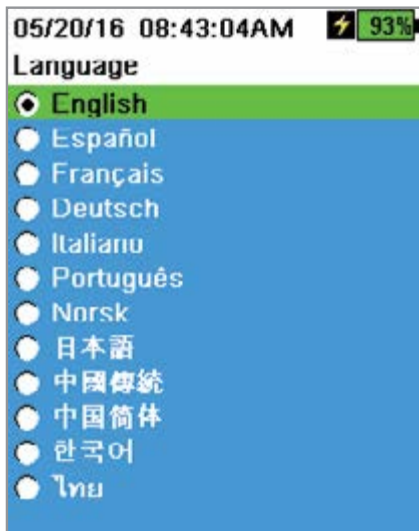 05/20/16 08:43:04AM 93%
Language
English
Español
Français
Deutsch
Italiano
Português
Norsk
日本語
中國傳統
中国简体
한국어
ไทย